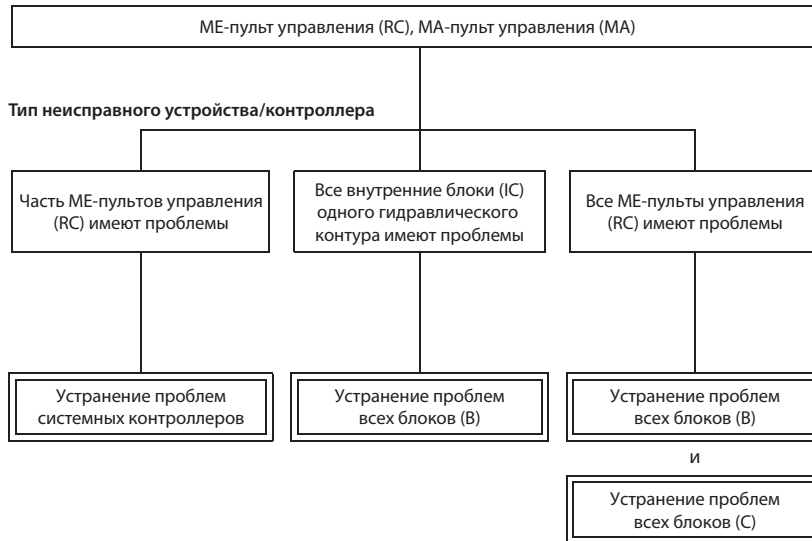 МЕ-пульт управления (RC), МА-пульт управления (МА)
Тип неисправного устройства/контроллера
Часть МЕ-пультов управления
(RC) имеют проблемы
Все внутренние блоки (IC)
одного гидравлического
контура имеют проблемы
Все МЕ-пульты управления
(RC) имеют проблемы
Устранение проблем
системных контроллеров
Устранение проблем
всех блоков (B)
Устранение проблем
всех блоков (B)
и
Устранение проблем
всех блоков (C)